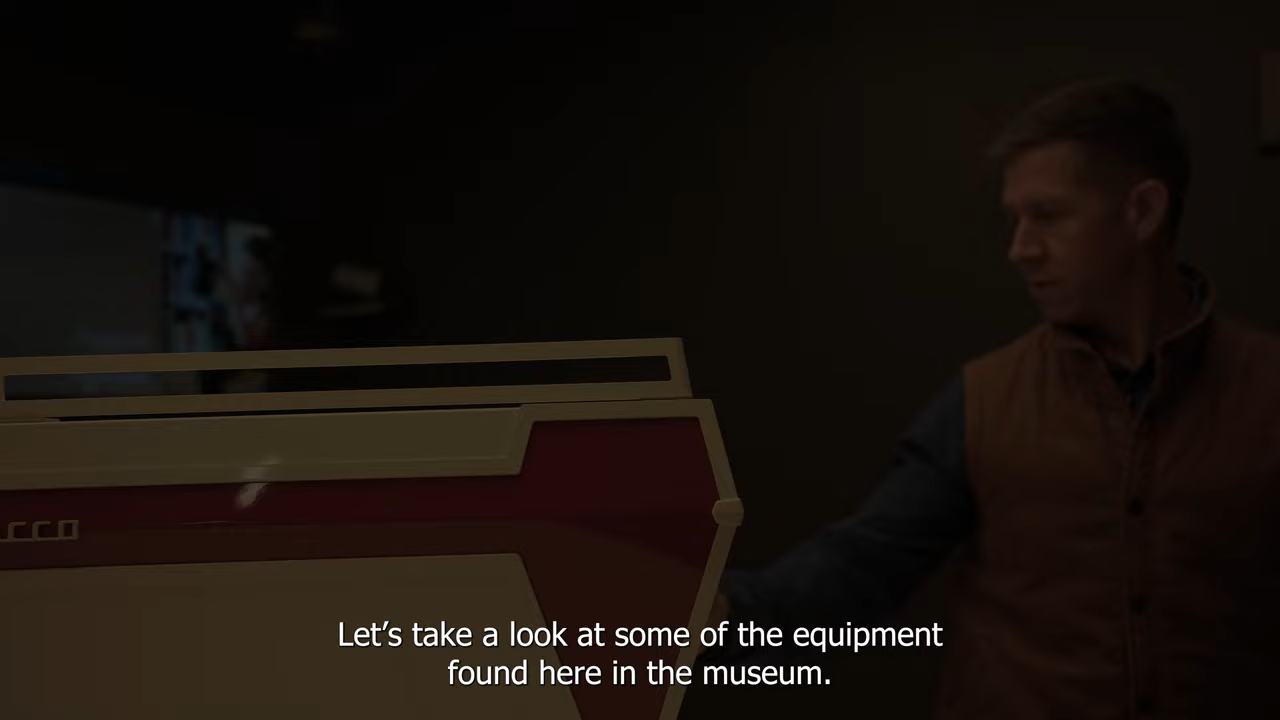 Let's take a look at some of the equipment
found here in the museum.